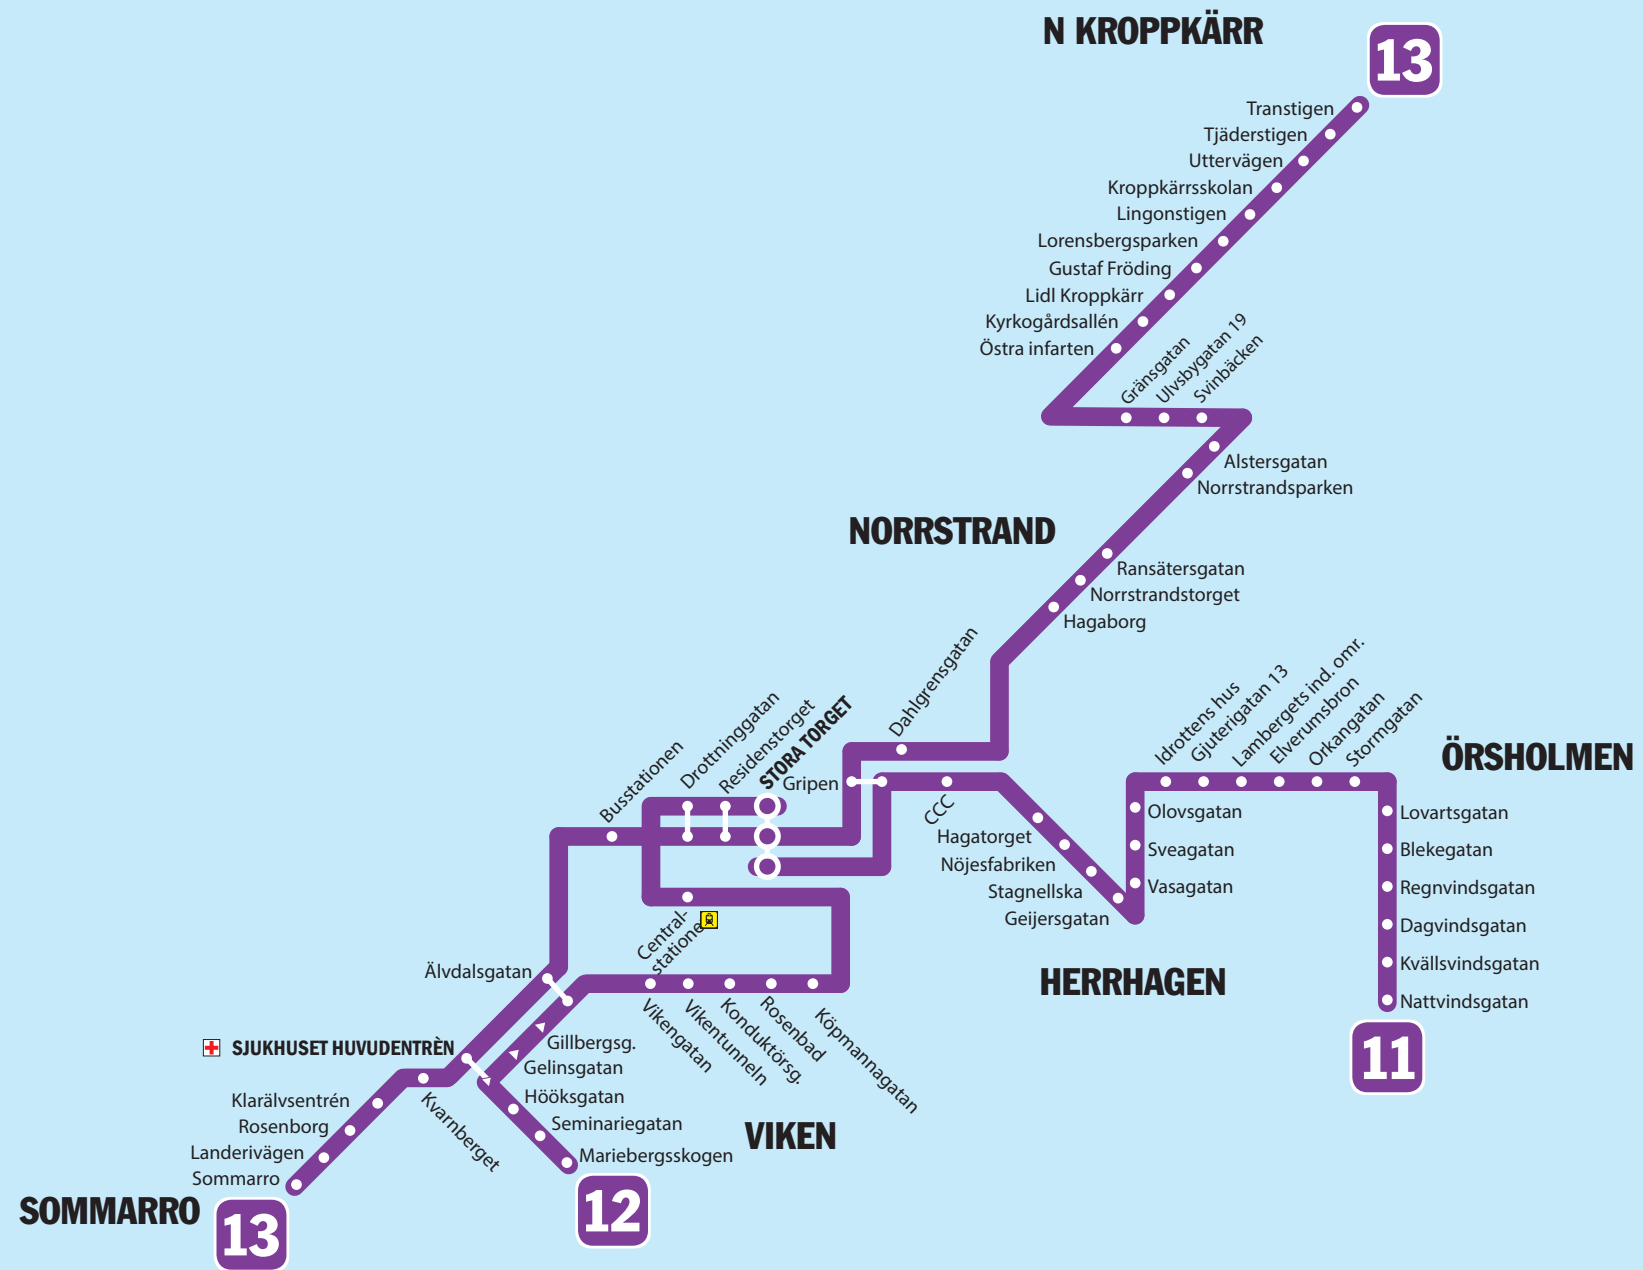 N KROPPKÄRR
13
Transtigen
Tjäderstigen
Uttervägen
Kroppkärrsskolan
Lingonstigen
Lorensbergsparken
Gustaf Fröding
Lidl Kroppkärr
Kyrkogårdsallén
Östra infarten
Gränsgatan
Ulvsbygatan 19
Svinbäcken
Alstersgatan
Norrstrandsparken
NORRSTRAND
Ransätersgatan
Norrstrandstorget
Hagaborg
Dahlgrensgatan
Busstationen
Drottninggatan
Residenstorget
STORA TORGET
Gripen
CCC
Hagatorget
Nöjesfabriken
Stagnellska
Geijersgatan
Idrottens hus
Gjuterigatan 13
Lambergets ind. omr.
Elverumsbron
Orkangatan
Stormgatan
ÖRSHOLMEN
Olovsgatan
Sveagatan
Vasagatan
Lovartsgatan
Blekegatan
Regnvindsgatan
Dagvindsgatan
Kvällsvindsgatan
Nattvindsgatan
HERRHAGEN
11
Central-
statione
Älvdalsgatan
Vikengatan
Vikentunneln
Konduktörsg.
Rosenbad
Köpmannagatan
SJUKHUSET HUVUDENTRÈN
Gillbergsg.
Gelinsgatan
Hööksgatan
Seminariegatan
Mariebergsskogen
VIKEN
12
Klarälvsentrén
Rosenborg
Landerivägen
Sommarro
Kvarnberget
SOMMARRO
13